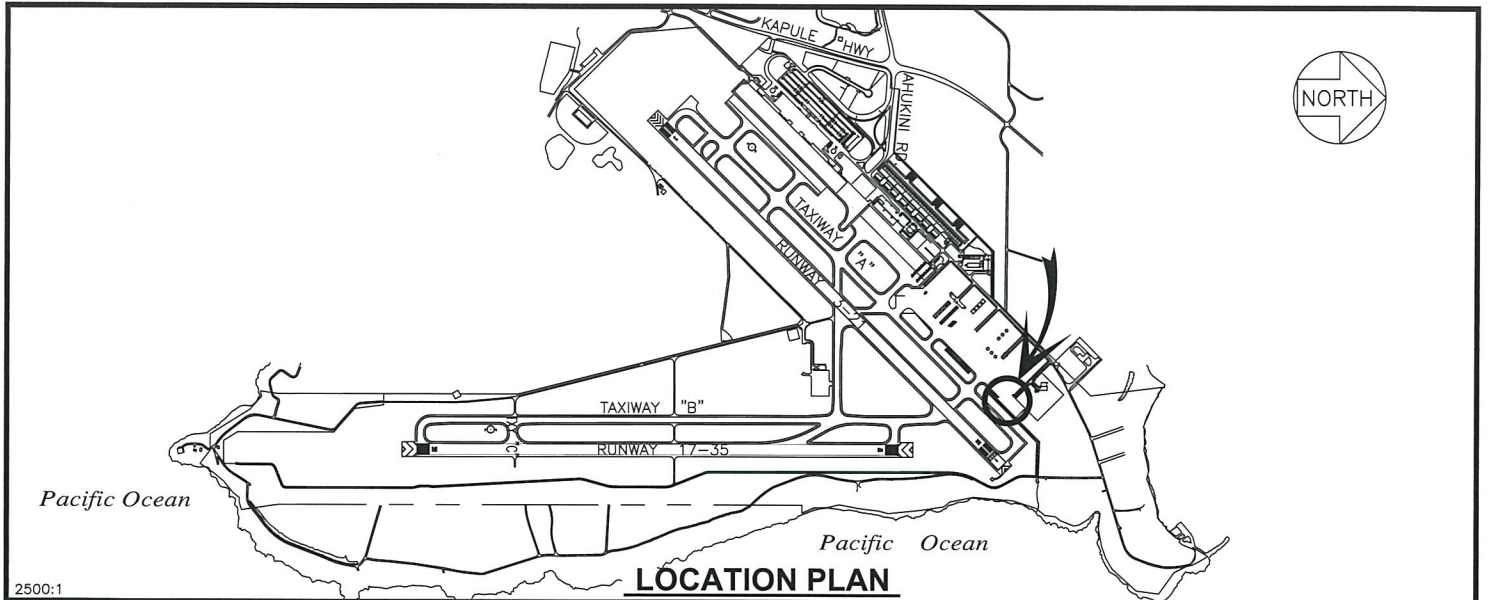 KAPULE HWY
AHUKINI RD
NORTH
TAXIWAY
"A"
RUNWAY
TAXIWAY "B"
RUNWAY 17-35
Pacific Ocean
Pacific Ocean
LOCATION PLAN
2500:1